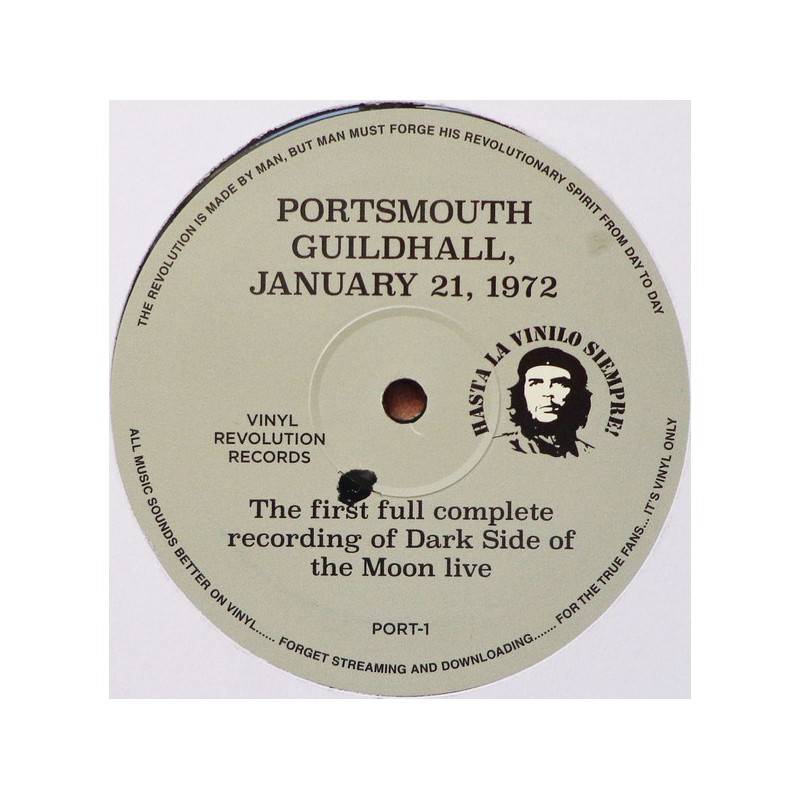 THE REVOLUTION IS MADE BY MAN, BUT MAN MUST FORGE HIS REVOLUTIONARY SPIRIT FROM DAY TO DAY
PORTSMOUTH
GUILDHALL,
JANUARY 21, 1972
HASTA LA VINILO SIEMPRE!
VINYL
REVOLUTION
RECORDS
The first full complete
recording of Dark Side of
the Moon live
PORT-1
ALL MUSIC SOUNDS BETTER ON VINYL...... FORGET STREAMING AND DOWNLOADING....... FOR THE TRUE FANS... IT'S VINYL ONLY